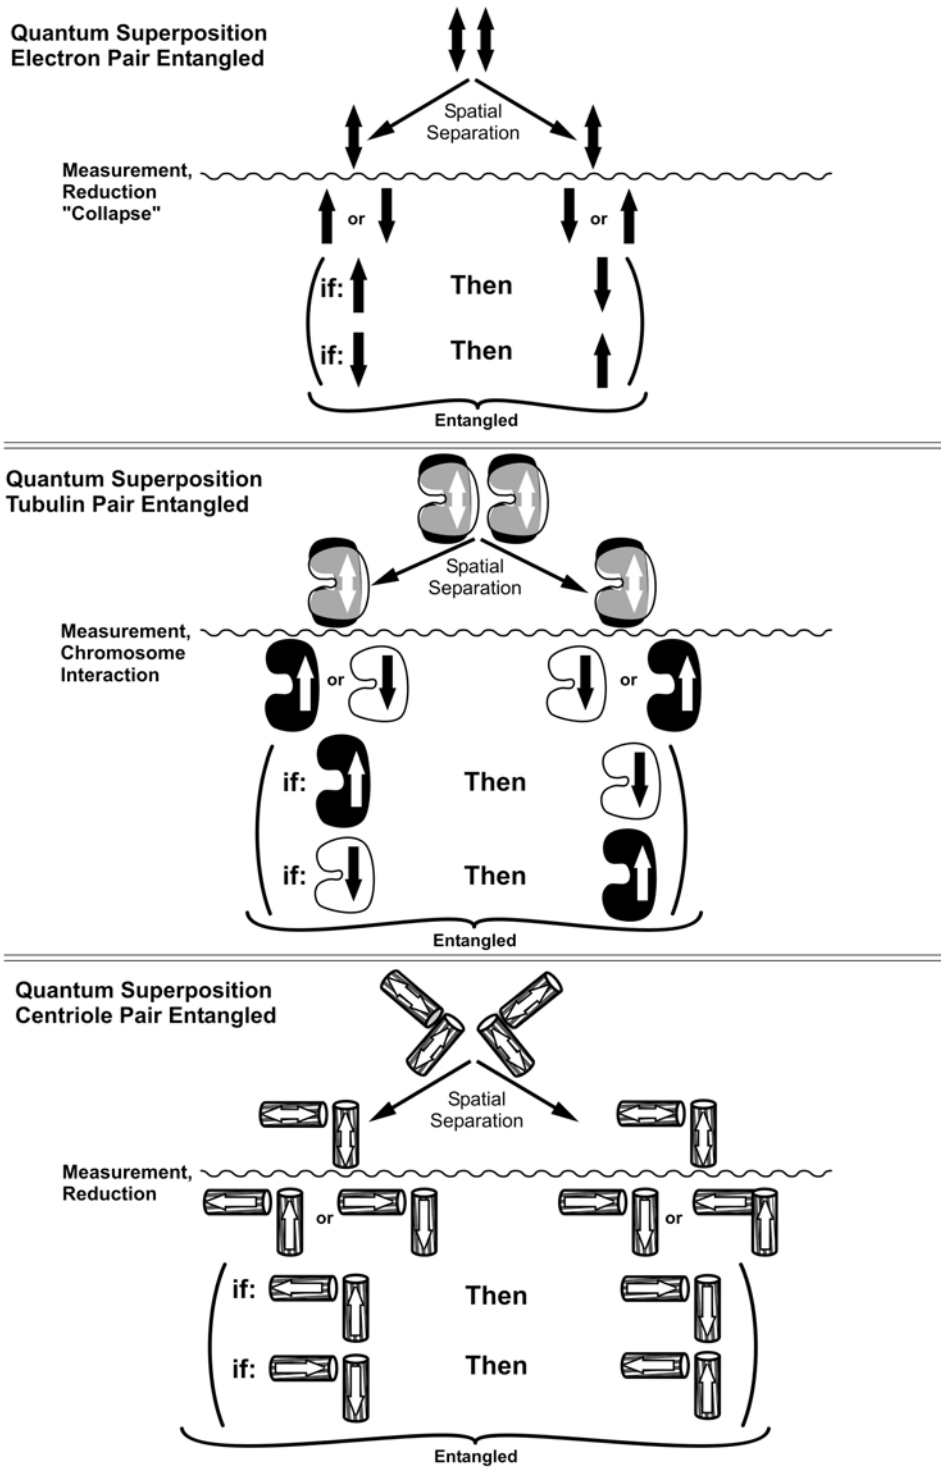 Quantum Superposition
Electron Pair Entangled
Spatial
Separation
Measurement,
Reduction
"Collapse"
or
or
if:
Then
if:
Then
Entangled
Quantum Superposition
Tubulin Pair Entangled
Spatial
Separation
Measurement,
Chromosome
Interaction
or
or
if:
Then
if:
Then
Entangled
Quantum Superposition
Centriole Pair Entangled
Spatial
Separation
Measurement,
Reduction
or
or
if:
Then
if:
Then
Entangled